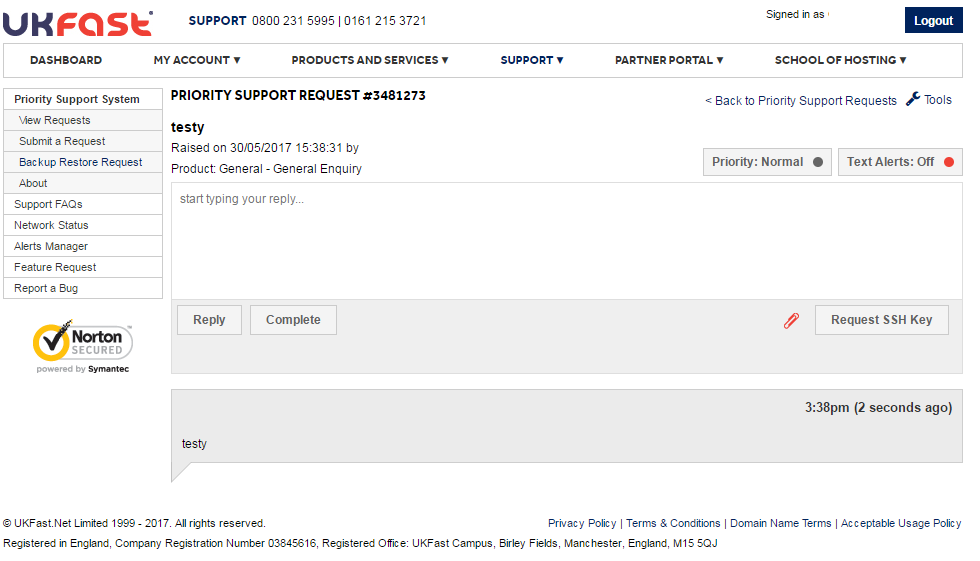 UKFAST
SUPPORT 0800 231 5995 | 0161 215 3721
Signed in as
Logout
DASHBOARD MY ACCOUNT ▼ PRODUCTS AND SERVICES ▼ SUPPORT ▼ PARTNER PORTAL ▼ SCHOOL OF HOSTING ▼
Priority Support System
View Requests
Submit a Request
Backup Restore Request
About
Support FAQs
Network Status
Alerts Manager
Feature Request
Report a Bug
Norton
SECURED
™
powered by Symantec
PRIORITY SUPPORT REQUEST #3481273
< Back to Priority Support Requests Tools
testy
Raised on 30/05/2017 15:38:31 by
Product: General - General Enquiry
Priority: Normal
Text Alerts: Off
start typing your reply...
Reply Complete Request SSH Key
3:38pm (2 seconds ago)
testy
© UKFast.Net Limited 1999 - 2017. All rights reserved.
Privacy Policy | Terms & Conditions | Domain Name Terms | Acceptable Usage Policy
Registered in England, Company Registration Number 03845616, Registered Office: UKFast Campus, Birley Fields, Manchester, England, M15 5QJ